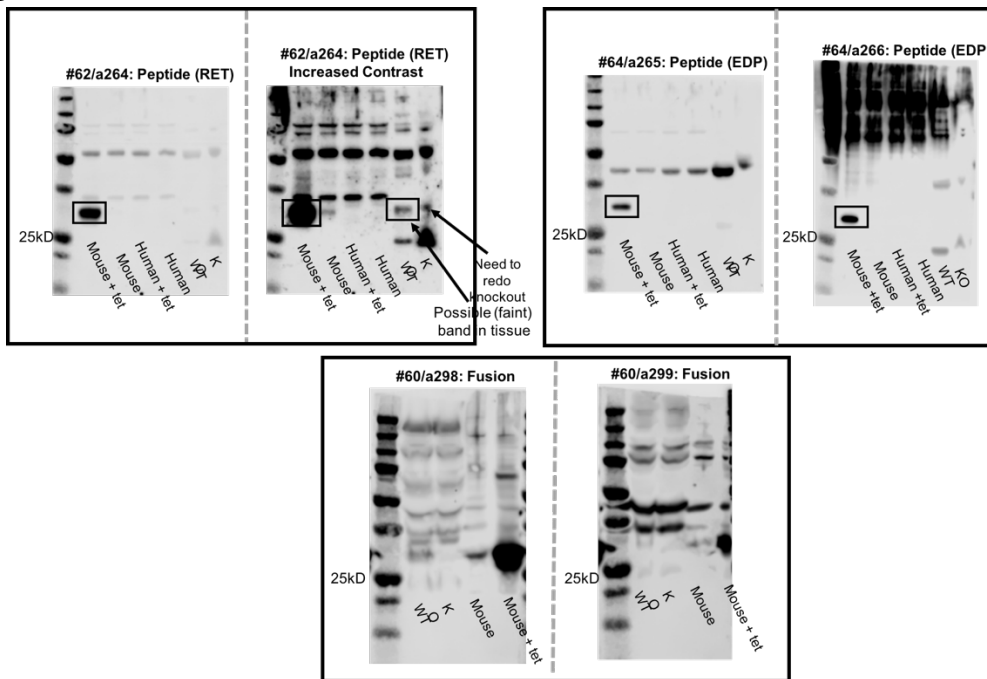 #62/a264: Peptide (RET)
#62/a264: Peptide (RET)
Increased Contrast
25kD
Mouse + tet
Mouse
Human + tet
Human
WT
KO
Mouse + tet
Mouse
Human + tet
Human
WT
K
Need to
redo
knockout
Possible (faint)
band in tissue
#64/a265: Peptide (EDP)
#64/a266: Peptide (EDP
25kD
Mouse + tet
Mouse
Human + tet
Human
WT
K
Mouse +tet
Mouse
Human +tet
Human
WT
KO
#60/a298: Fusion
#60/a299: Fusion
25kD
WT
KO
Mouse
Mouse + tet
25kD
WT
KO
Mouse
Mouse + tet